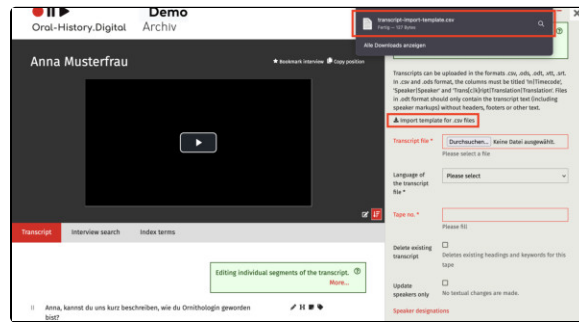 Oral-History.Digital
Demo
Archiv
transcript-import-template.csv
Fertig — 157 Bytes
Alle Downloads anzeigen
Anna Musterfrau
Bookmark interview
Copy position
Transcripts can be uploaded in the formats .csv, .ods, .odt, .vtt, .srt.
In .csv and .ods format, the columns must be titled 'In|Timecode',
'Speaker|Speaker' and 'Trans[clk]ript|Translation|Translation'. Files
in .odt format should only contain the transcript text (including
speaker markups) without headers, footers or other text.
Import template for .csv files
Transcript file *
Durchsuchen...
Keine Datei ausgewählt.
Please select a file
Language of
the transcript
file *
Please select
Tape no. *
Please fill
Transcript
Interview search
Index terms
Delete existing
transcript
Deletes existing headings and keywords for this
tape
Editing individual segments of the transcript.
More...
Update
speakers only
No textual changes are made.
Speaker designations
II
Anna, kannst du uns kurz beschreiben, wie du Ornithologin geworden
bist?
H